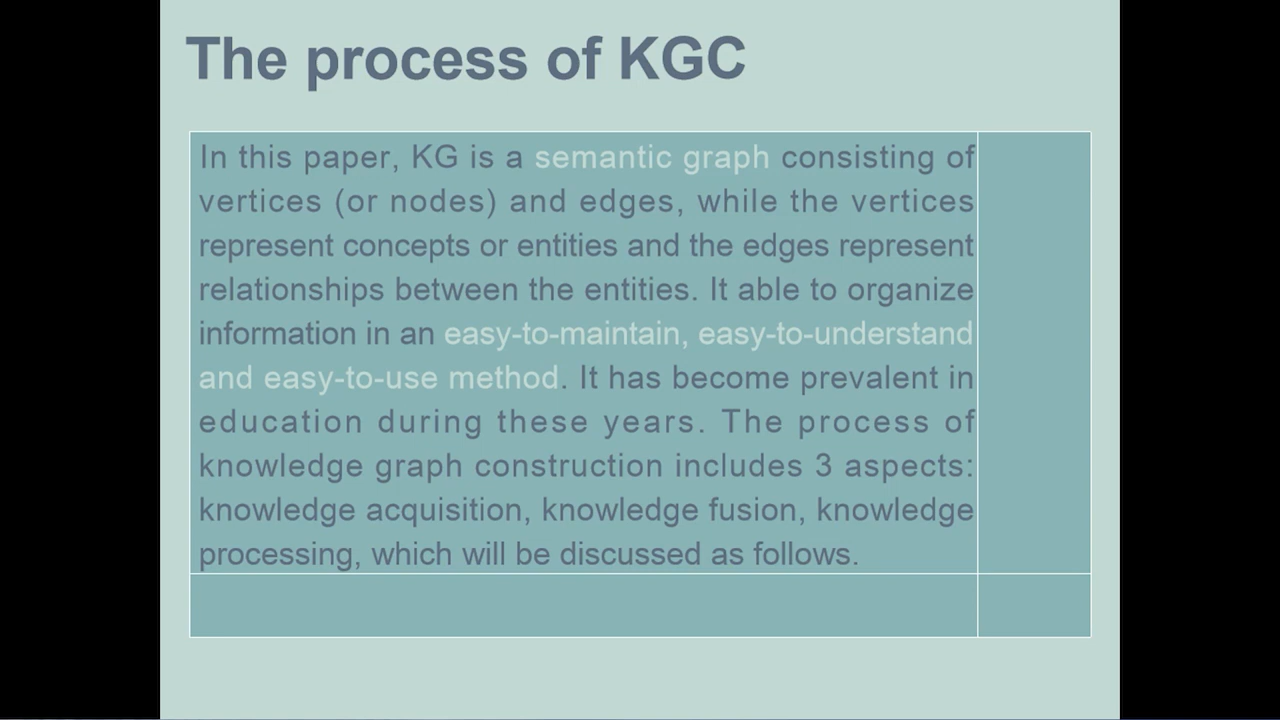 The process of KGC
In this paper, KG is a semantic graph consisting of
vertices (or nodes) and edges, while the vertices
represent concepts or entities and the edges represent
relationships between the entities. It able to organize
information in an easy-to-maintain, easy-to-understand
and easy-to-use method. It has become prevalent in
education during these years. The process of
knowledge graph construction includes 3 aspects:
knowledge acquisition, knowledge fusion, knowledge
processing, which will be discussed as follows.